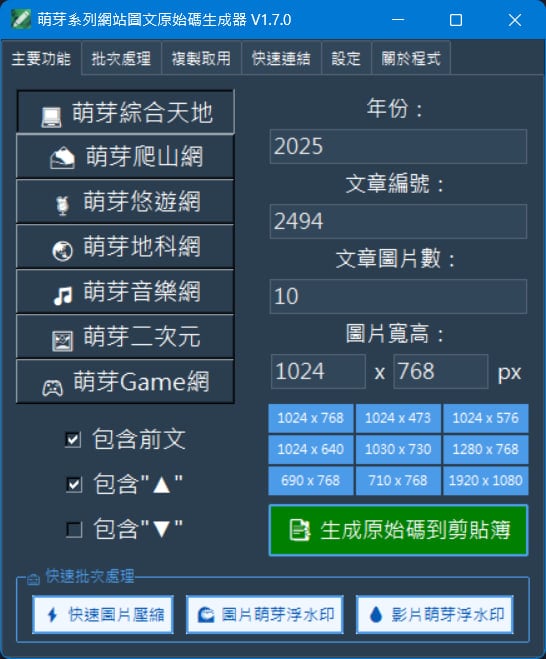 萌芽系列網站圖文原始碼生成器 V1.7.0
主要功能 批次處理 複製取用 快速連結 設定 關於程式
萌芽綜合天地
萌芽爬山網
萌芽悠遊網
萌芽地科網
萌芽音樂網
萌芽二次元
萌芽Game網
包含前文
包含"▲"
包含"▼"
年份：
2025
文章編號：
2494
文章圖片數：
10
圖片寬高：
1024 x 768 px
1024 x 768 1024 x 473 1024 x 576
1024 x 640 1030 x 730 1280 x 768
690 x 768 710 x 768 1920 x 1080
生成原始碼到剪貼簿
快速批次處理
快速圖片壓縮 圖片萌芽浮水印 影片萌芽浮水印